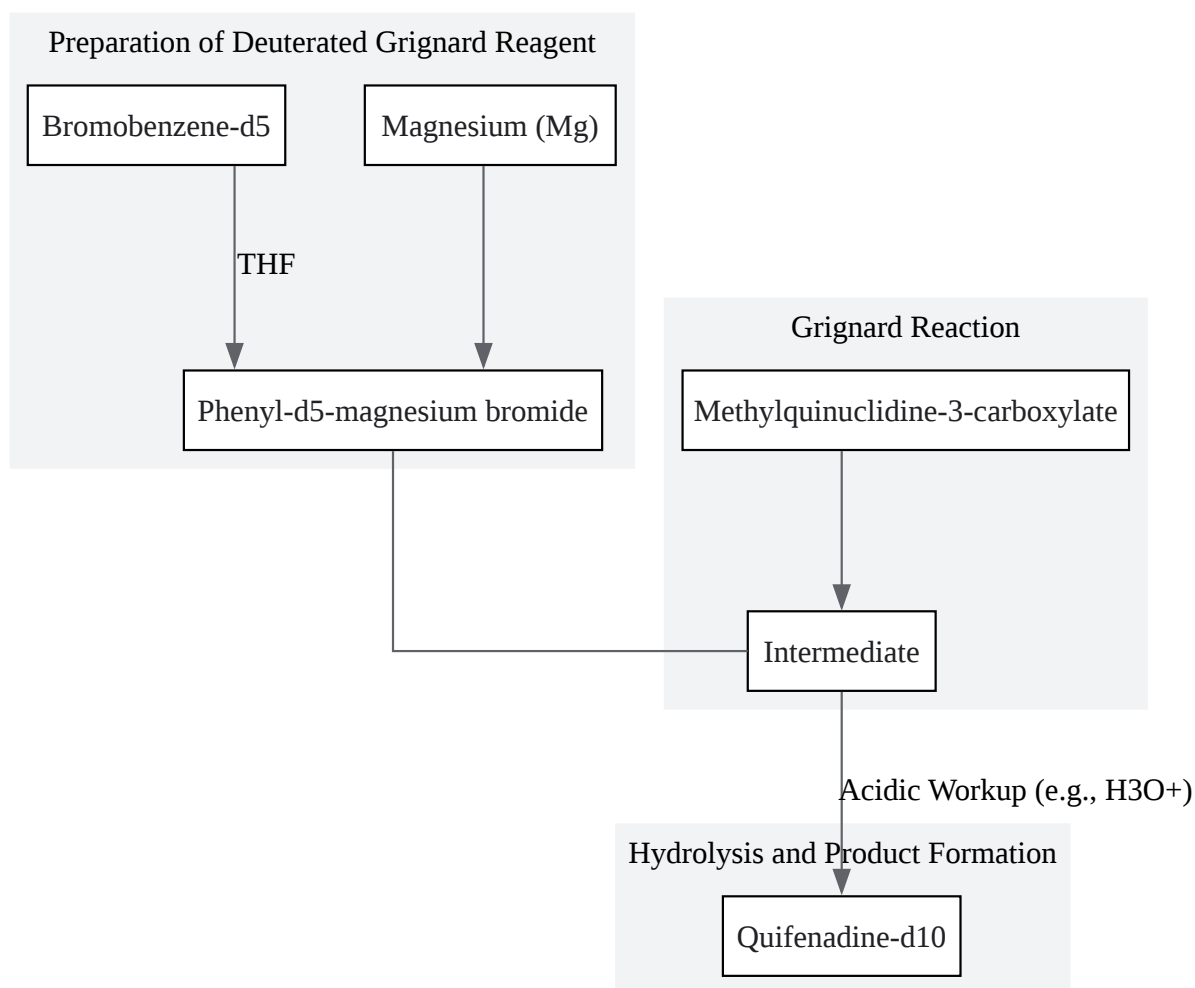 Preparation of Deuterated Grignard Reagent
Bromobenzene-d5
Magnesium (Mg)
THF
Phenyl-d5-magnesium bromide
Grignard Reaction
Methylquinuclidine-3-carboxylate
Intermediate
Acidic Workup (e.g., H3O+)
Hydrolysis and Product Formation
Quifenadine-d10